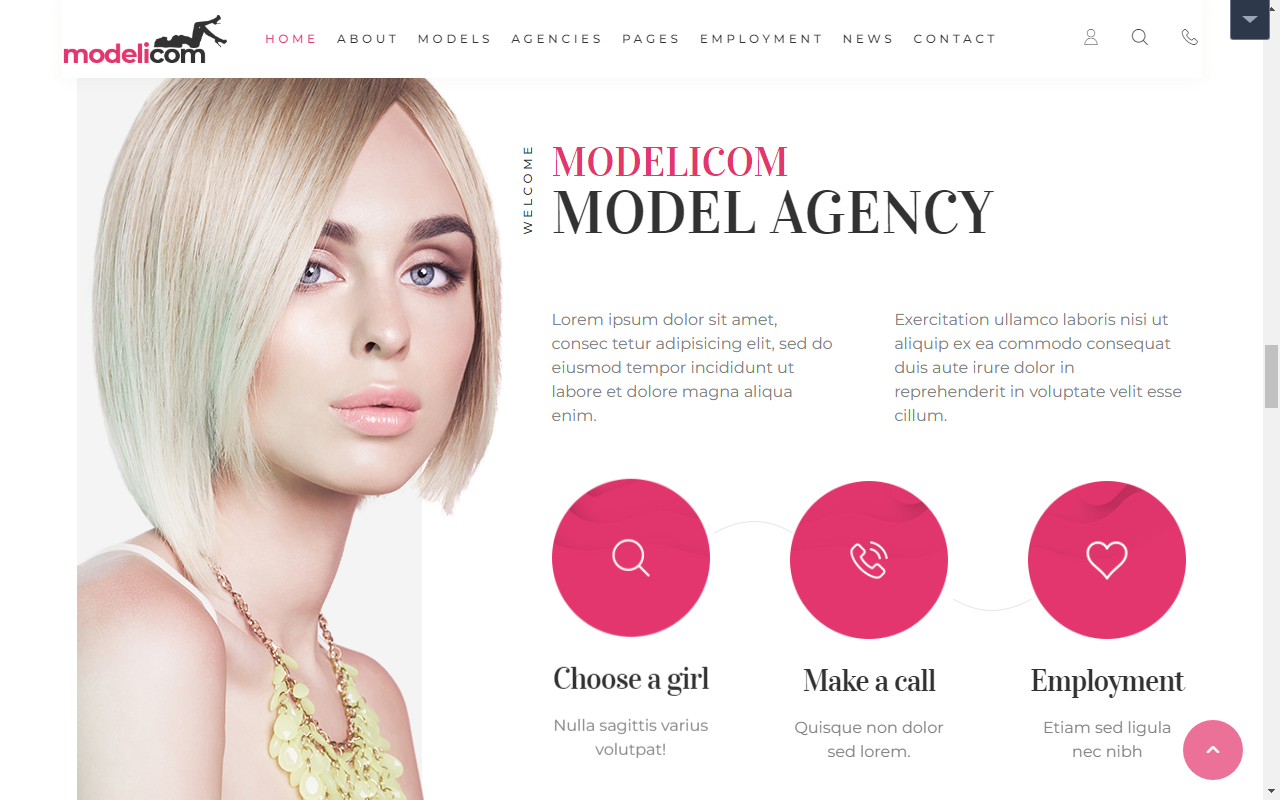 modelicom
HOME ABOUT MODELS AGENCIES PAGES EMPLOYMENT NEWS CONTACT
WELCOME
MODELICOM
MODEL AGENCY
Lorem ipsum dolor sit amet,
consec tetur adipisicing elit, sed do
eiusmod tempor incididunt ut
labore et dolore magna aliqua
enim.
Exercitation ullamco laboris nisi ut
aliquip ex ea commodo consequat
duis aute irure dolor in
reprehenderit in voluptate velit esse
cillum.
Choose a girl
Nulla sagittis varius
volutpat!
Make a call
Quisque non dolor
sed lorem.
Employment
Etiam sed ligula
nec nibh